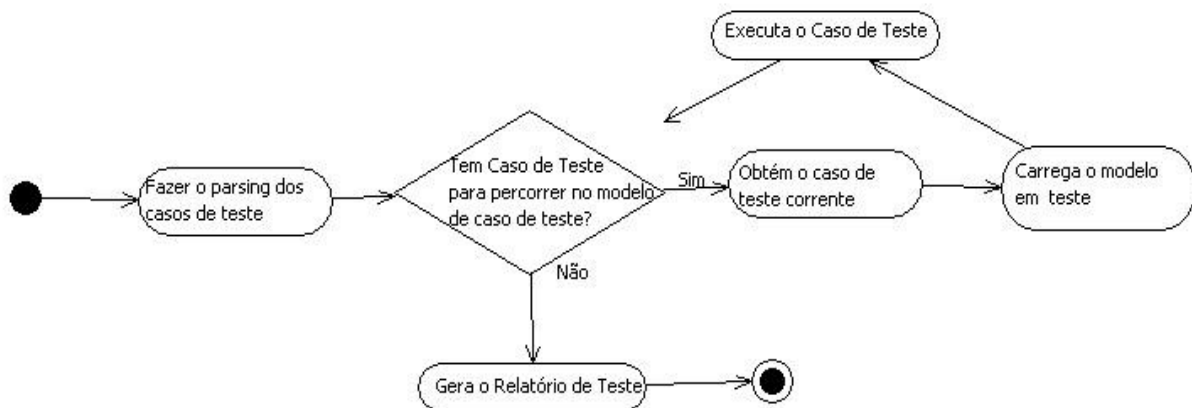 Executa o Caso de Teste
Fazer o parsing dos
casos de teste
Tem Caso de Teste
para percorrer no modelo
de caso de teste?
Sim
Obtém o caso de
teste corrente
Carrega o modelo
em teste
Não
Gera o Relatório de Teste